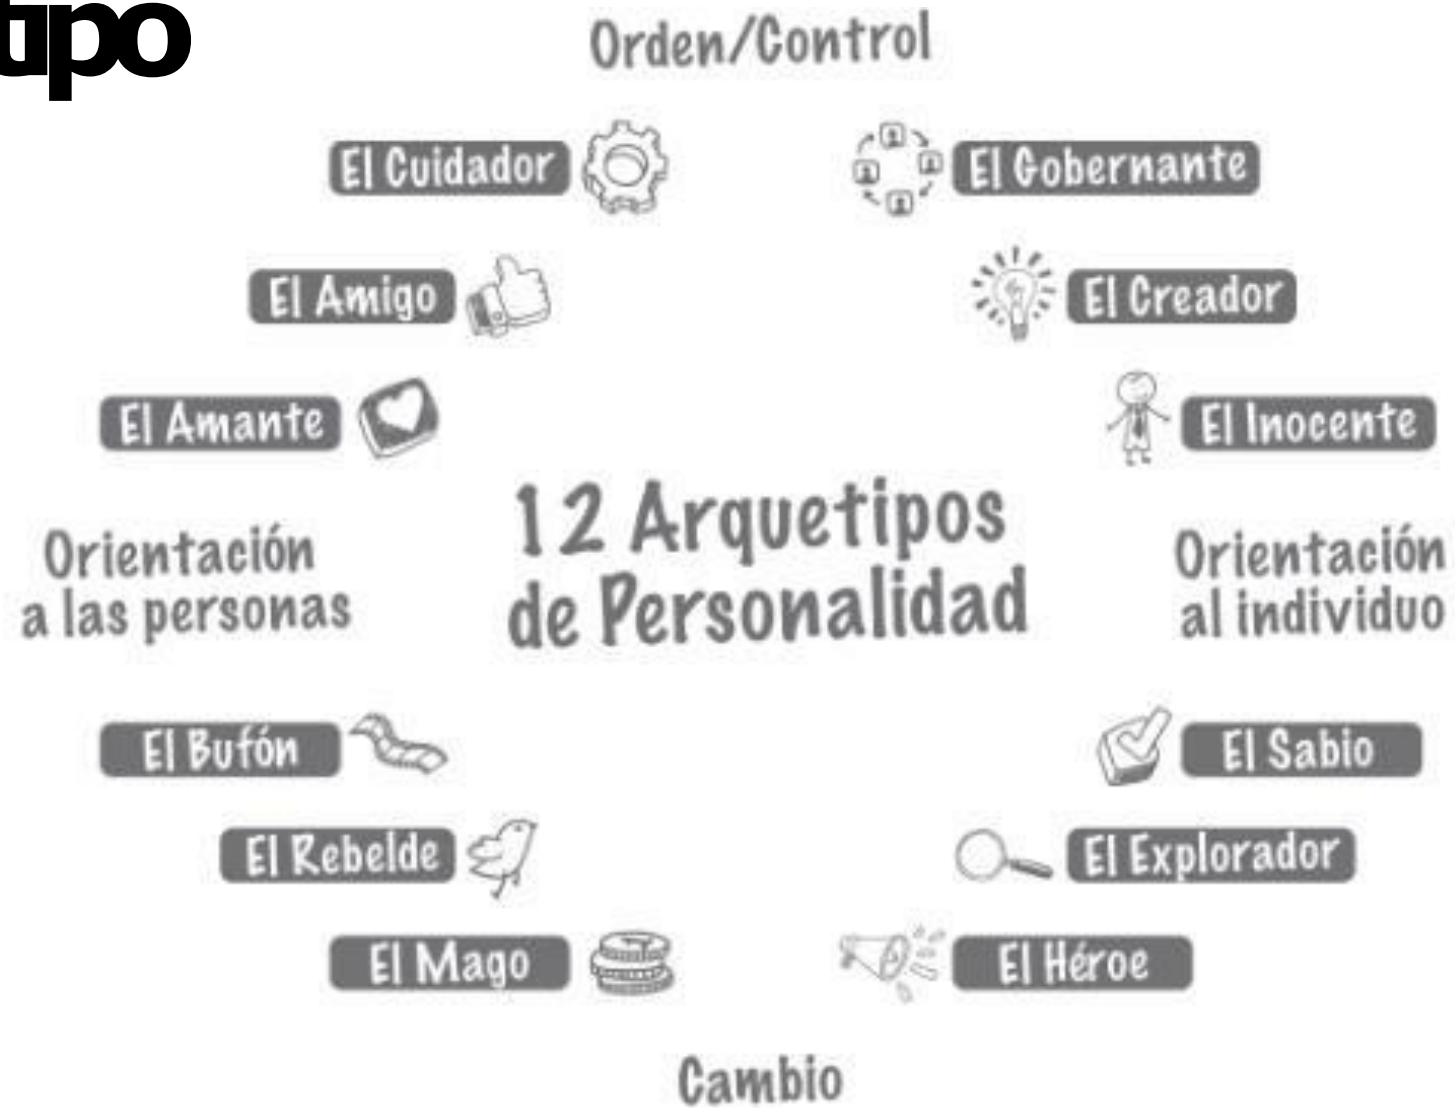 tipo
Orden/Control
El Cuidador
El Gobernante
El Amigo
El Creador
El Amante
El Inocente
12 Arquetipos
de Personalidad
Orientación
a las personas
Orientación
al individuo
El Bufón
El Sabio
El Rebelde
El Explorador
El Mago
El Héroe
Cambio